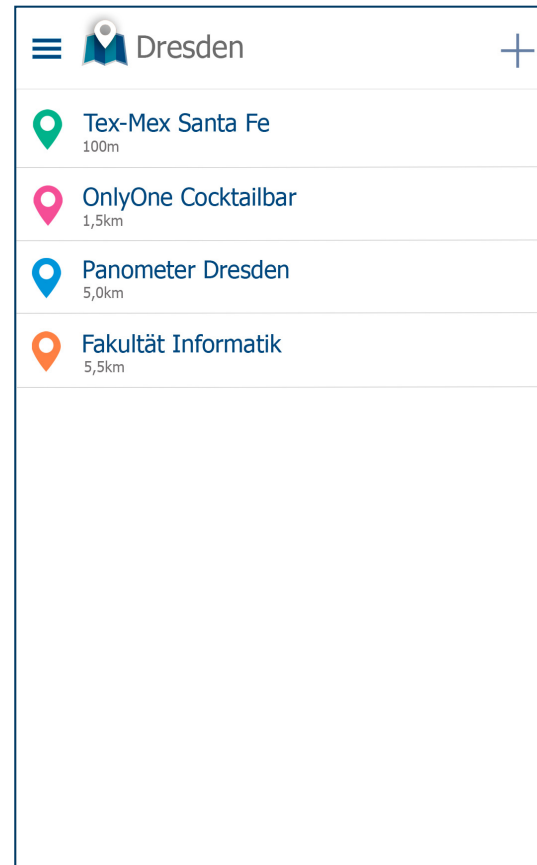 Dresden
Tex-Mex Santa Fe
100m
OnlyOne Cocktailbar
1,5km
Panometer Dresden
5,0km
Fakultät Informatik
5,5km